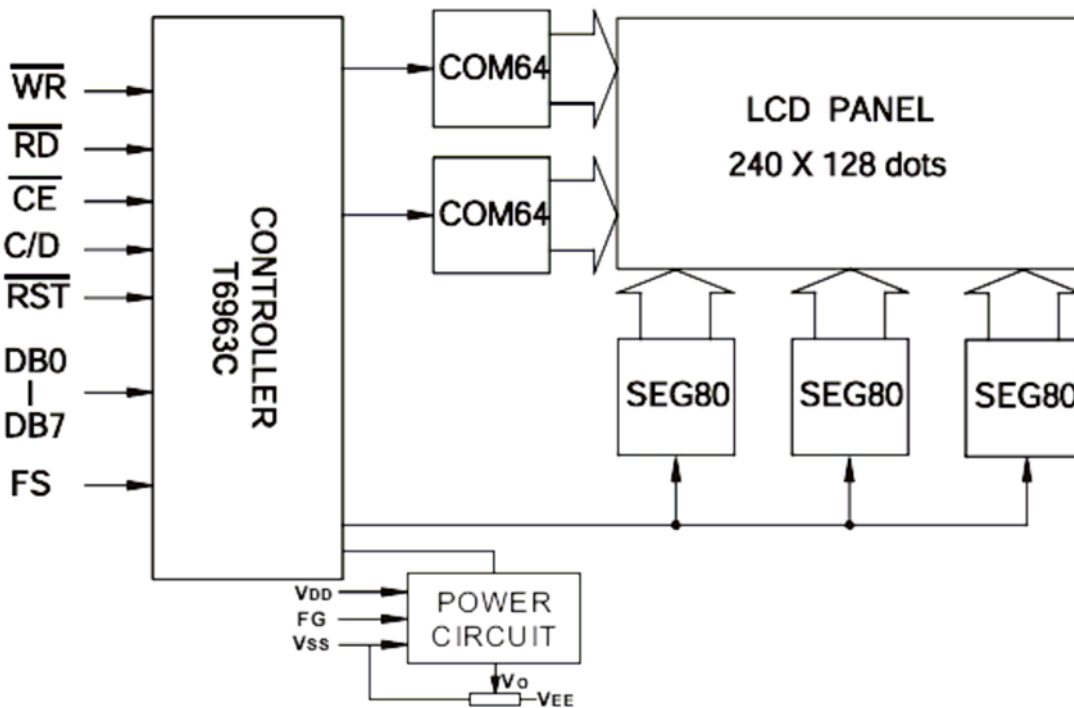 WR
RD
CE
C/D
RST
DB0
DB7
FS
CONTROLLER
T6963C
COM64
COM64
LCD PANEL
240 X 128 dots
SEG80
SEG80
SEG80
VDD
FG
VSS
POWER
CIRCUIT
VO
VEE